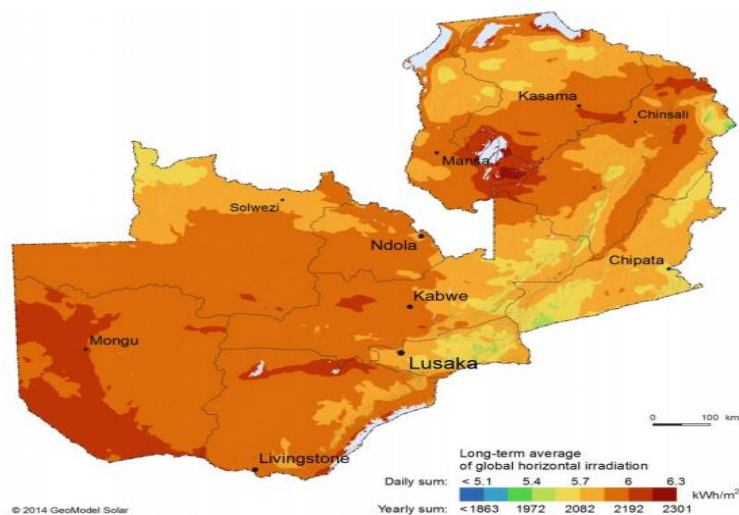 Kasama
Chinsali
Mansa
Solwezi
Ndola
Chipata
Kabwe
Mongu
Lusaka
0 100 km
Livingstone
Long-term average
of global horizontal irradiation
Daily sum: < 5.1 5.4 5.7 6 6.3
kWh/m²
Yearly sum: < 1863 1972 2082 2192 2301
© 2014 GeoModel Solar